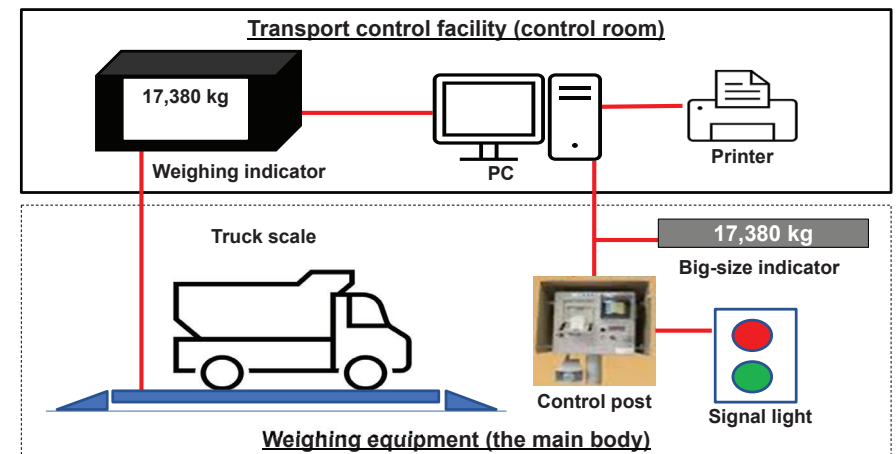 Transport control facility (control room)
17,380 kg
Weighing indicator
PC
Printer
Truck scale
17,380 kg
Big-size indicator
Control post
Signal light
Weighing equipment (the main body)